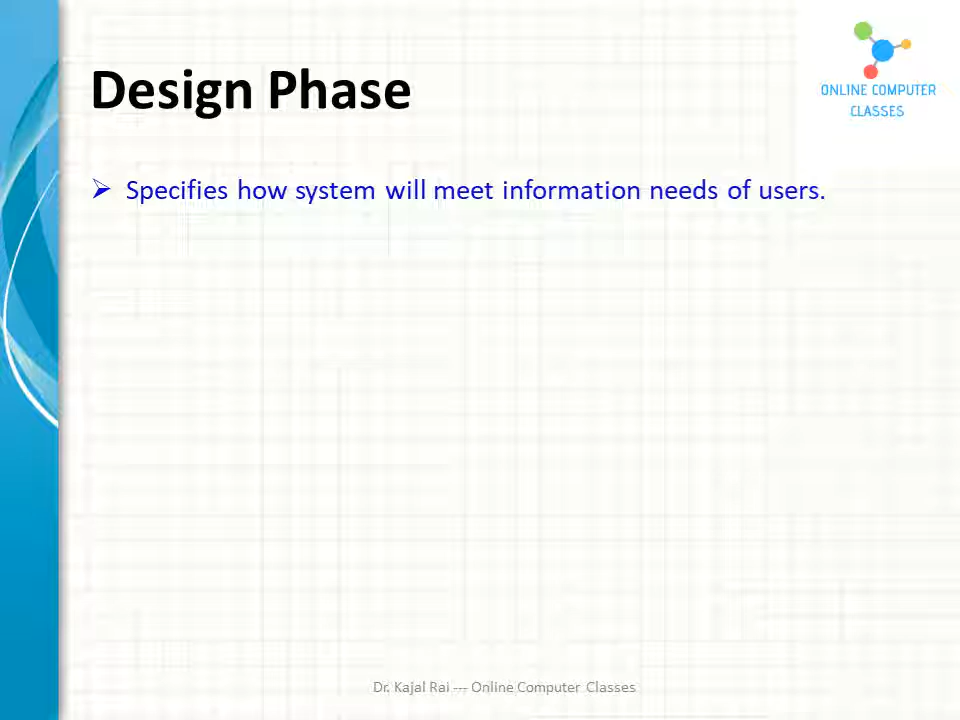 Design Phase
ONLINE COMPUTER
CLASSES
Specifies how system will meet information needs of users.
Dr. Kajal Rai --- Online Computer Classes